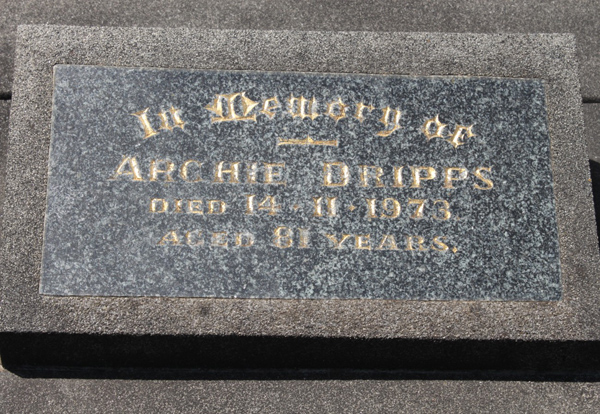 In Memory of
ARCHIE DRIPPS
DIED 14-11-1973
AGED 81 YEARS.